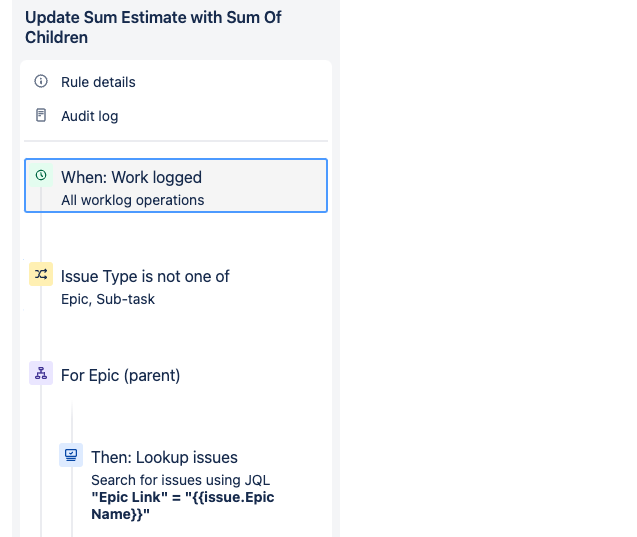 Update Sum Estimate with Sum Of
Children
Rule details
Audit log
When: Work logged
All worklog operations
Issue Type is not one of
Epic, Sub-task
For Epic (parent)
Then: Lookup issues
Search for issues using JQL
"Epic Link" = "{{issue.Epic
Name}}"